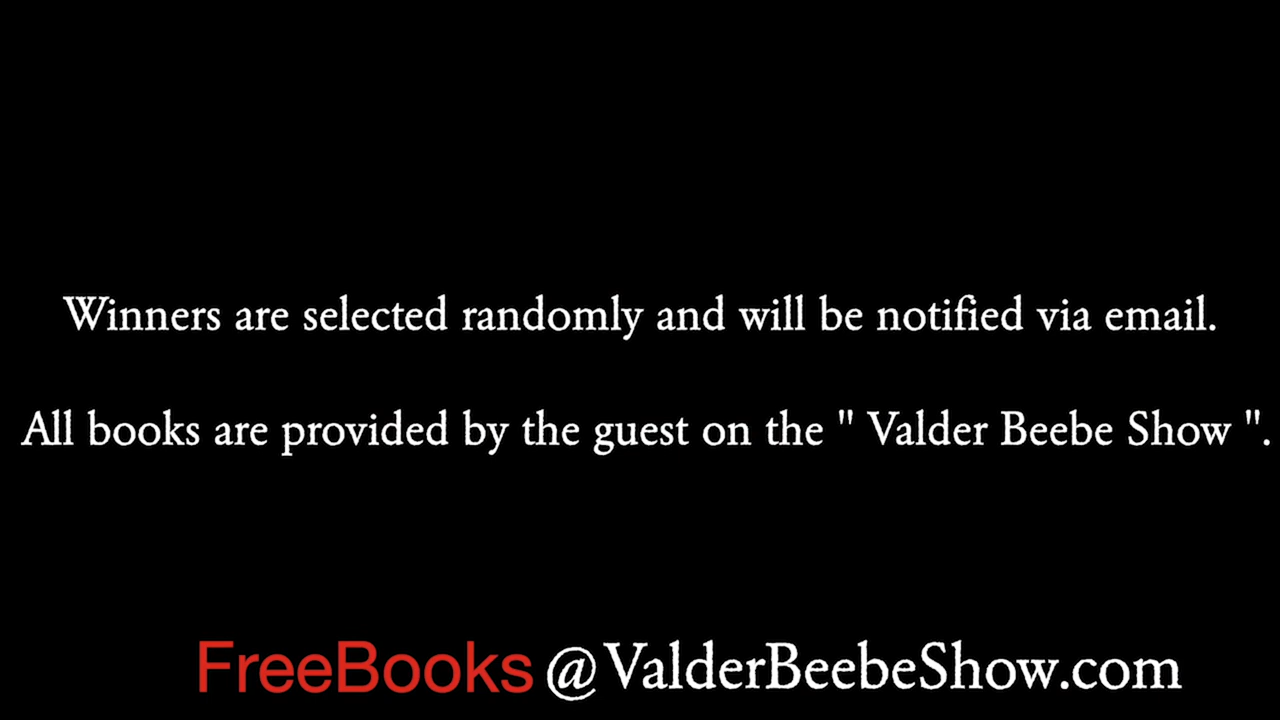 Winners are selected randomly and will be notified via email.
All books are provided by the guest on the " Valder Beebe Show ".
FreeBooks@ValderBeebeShow.com